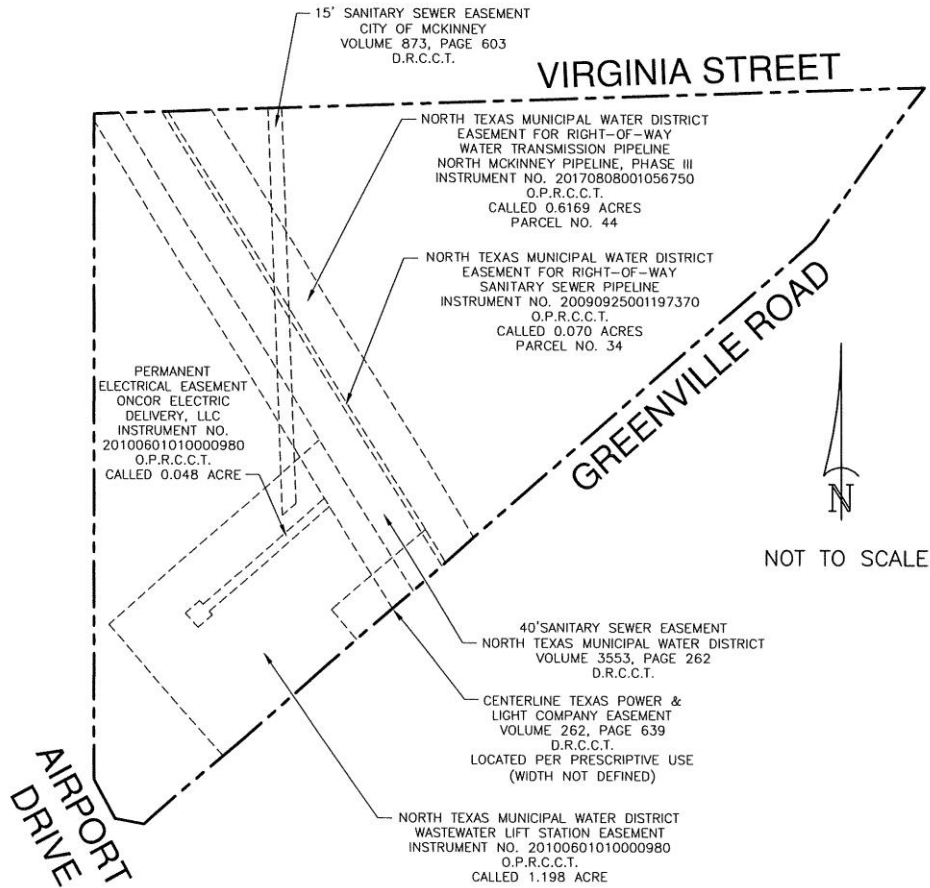 15' SANITARY SEWER EASEMENT
CITY OF MCKINNEY
VOLUME 873, PAGE 603
D.R.C.C.T.
VIRGINIA STREET
NORTH TEXAS MUNICIPAL WATER DISTRICT
EASEMENT FOR RIGHT-OF-WAY
WATER TRANSMISSION PIPELINE
NORTH MCKINNEY PIPELINE, PHASE III
INSTRUMENT NO. 20170808001056750
O.P.R.C.C.T.
CALLED 0.6169 ACRES
PARCEL NO. 44
NORTH TEXAS MUNICIPAL WATER DISTRICT
EASEMENT FOR RIGHT-OF-WAY
SANITARY SEWER PIPELINE
INSTRUMENT NO. 20090925001197370
O.P.R.C.C.T.
CALLED 0.070 ACRES
PARCEL NO. 34
GREENVILLE ROAD
PERMANENT
ELECTRICAL EASEMENT
ONCOR ELECTRIC
DELIVERY, LLC
INSTRUMENT NO.
20100601010000980
O.P.R.C.C.T.
CALLED 0.048 ACRE
N
NOT TO SCALE
40'SANITARY SEWER EASEMENT
NORTH TEXAS MUNICIPAL WATER DISTRICT
VOLUME 3553, PAGE 262
D.R.C.C.T.
CENTERLINE TEXAS POWER &
LIGHT COMPANY EASEMENT
VOLUME 262, PAGE 639
D.R.C.C.T.
LOCATED PER PRESCRIPTIVE USE
(WIDTH NOT DEFINED)
AIRPORT
DRIVE
NORTH TEXAS MUNICIPAL WATER DISTRICT
WASTEWATER LIFT STATION EASEMENT
INSTRUMENT NO. 20100601010000980
O.P.R.C.C.T.
CALLED 1.198 ACRE